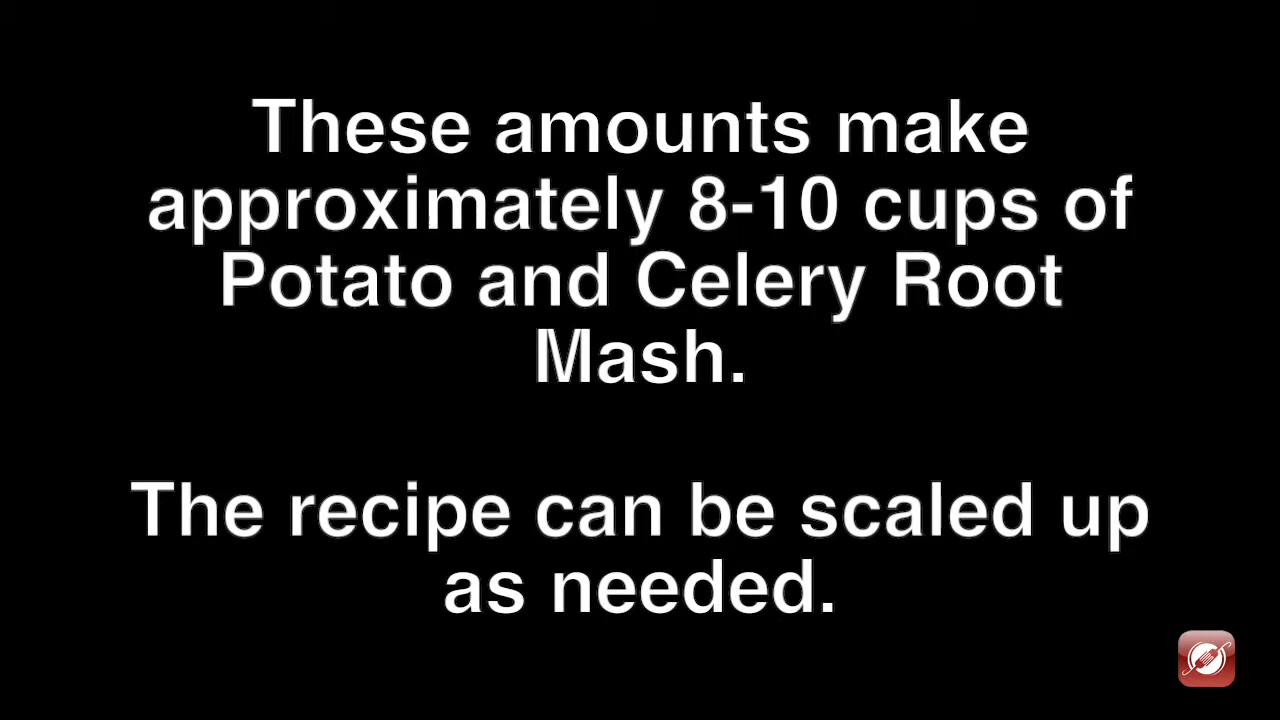 These amounts make
approximately 8-10 cups of
Potato and Celery Root
Mash.
The recipe can be scaled up
as needed.